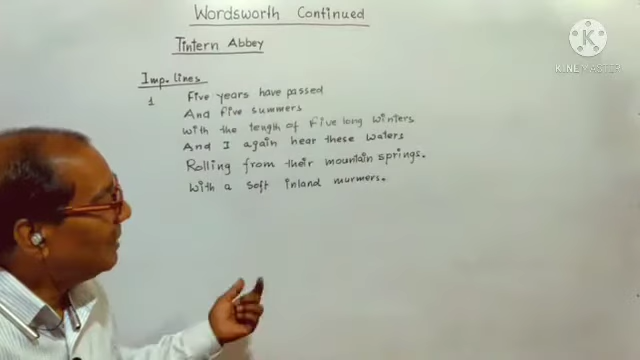 Wordsworth Continued
Tintern Abbey
Imp. lines
1 Five years have passed
And five summers
with the tength of five long winters
And I again hear these waters
Rolling from their mountain springs.
With a soft inland murmers.
K
KINEMASTER